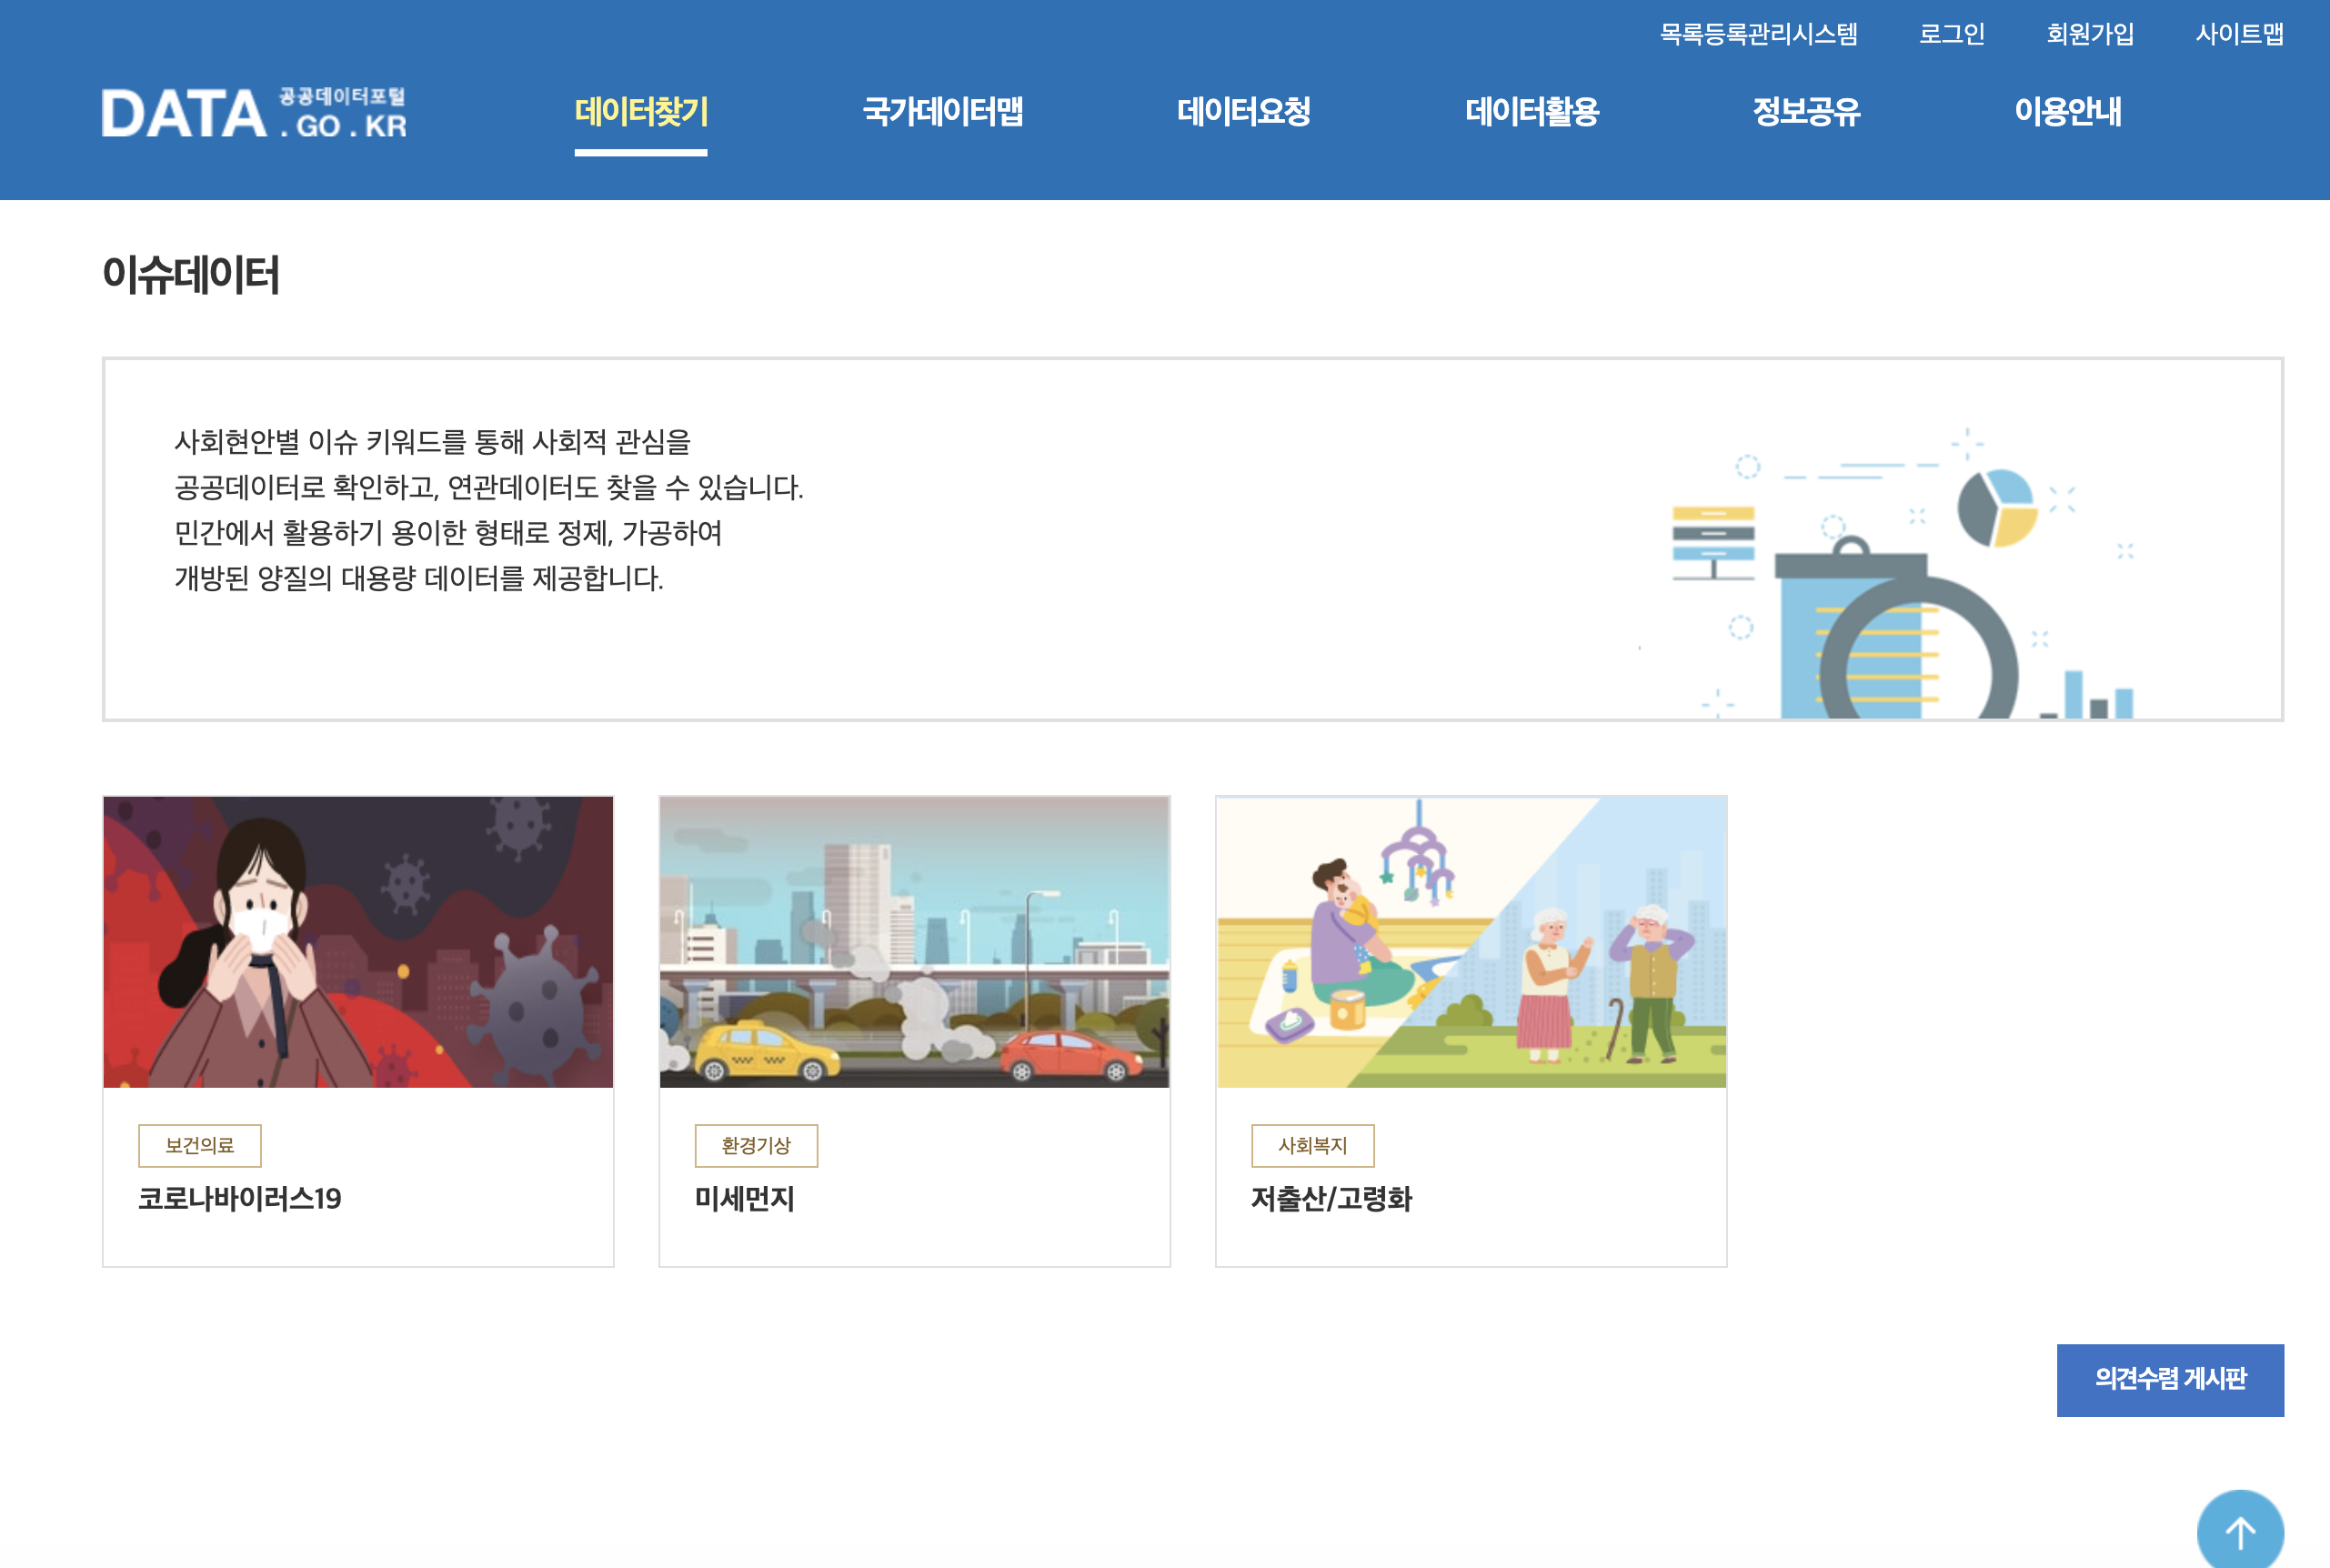 목록등록관리시스템 로그인 회원가입 사이트맵
DATA 공공데이터포털 . GO . KR
데이터찾기 국가데이터맵 데이터요청 데이터활용 정보공유 이용안내
이슈데이터
사회현안별 이슈 키워드를 통해 사회적 관심을
공공데이터로 확인하고, 연관데이터도 찾을 수 있습니다.
민간에서 활용하기 용이한 형태로 정제, 가공하여
개방된 양질의 대용량 데이터를 제공합니다.
보건의료
코로나바이러스19
환경기상
미세먼지
사회복지
저출산/고령화
의견수렴 게시판